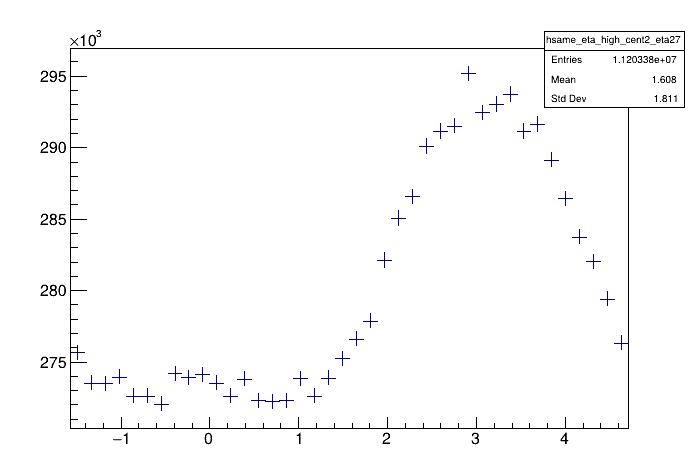 ×10³
hsame_eta_high_cent2_eta27
Entries 1.120338e+07
Mean 1.608
Std Dev 1.811
295
290
285
280
275
−1 0 1 2 3 4